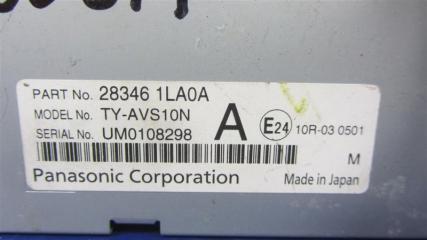 PART No. 28346 1LA0A
MODEL No. TY-AVS10N
SERIAL No. UM0108298
A
E24 10R-03 0501
M
Panasonic Corporation
Made in Japan